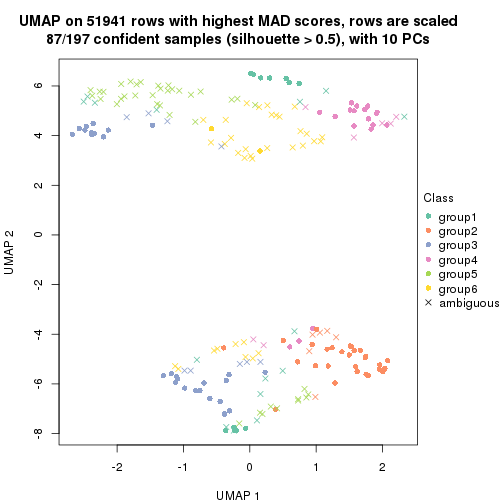 UMAP on 51941 rows with highest MAD scores, rows are scaled
87/197 confident samples (silhouette > 0.5), with 10 PCs
6
4
2
0
-2
-4
-6
-8
UMAP 2
-2
-1
0
1
2
UMAP 1
Class
group1
group2
group3
group4
group5
group6
ambiguous